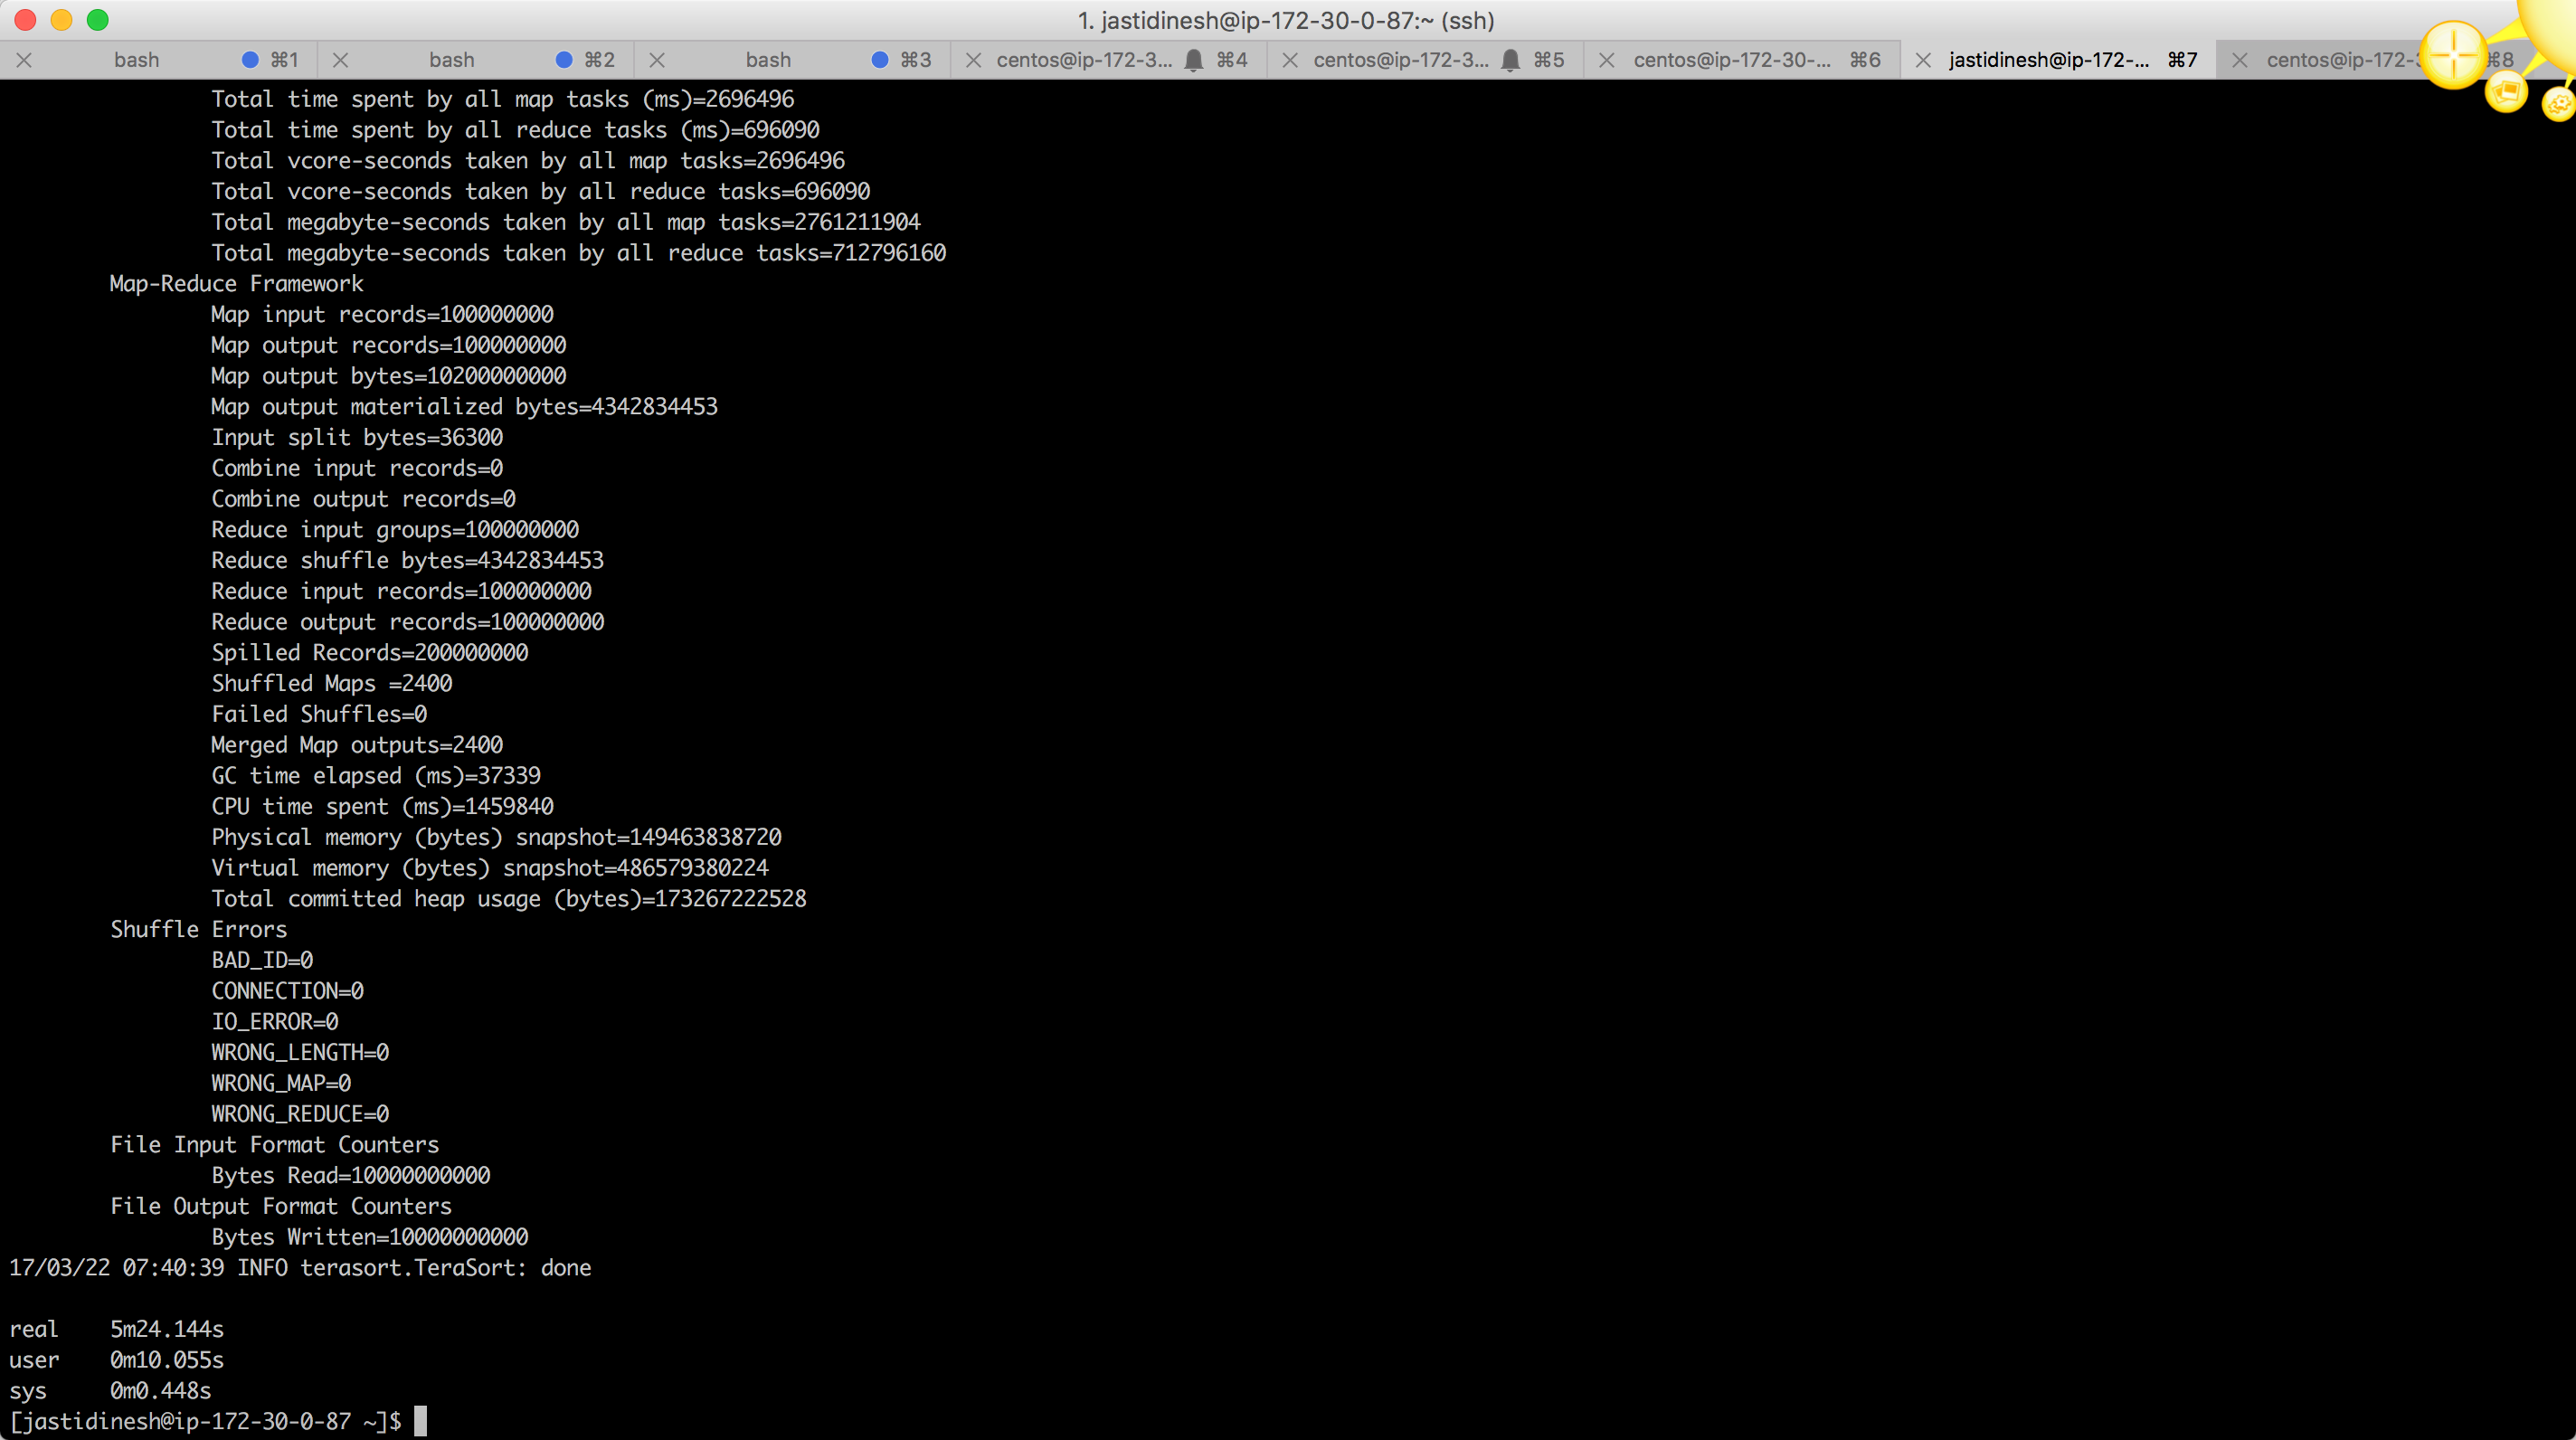 1. jastidinesh@ip-172-30-0-87:~ (ssh)
bash ⌘1 bash ⌘2 bash ⌘3 centos@ip-172-3... ⌘4 centos@ip-172-3... ⌘5 centos@ip-172-30-... ⌘6 jastidinesh@ip-172-... ⌘7 centos@ip-172-3 ⌘8
Total time spent by all map tasks (ms)=2696496
Total time spent by all reduce tasks (ms)=696090
Total vcore-seconds taken by all map tasks=2696496
Total vcore-seconds taken by all reduce tasks=696090
Total megabyte-seconds taken by all map tasks=2761211904
Total megabyte-seconds taken by all reduce tasks=712796160
Map-Reduce Framework
Map input records=100000000
Map output records=100000000
Map output bytes=10200000000
Map output materialized bytes=4342834453
Input split bytes=36300
Combine input records=0
Combine output records=0
Reduce input groups=100000000
Reduce shuffle bytes=4342834453
Reduce input records=100000000
Reduce output records=100000000
Spilled Records=200000000
Shuffled Maps =2400
Failed Shuffles=0
Merged Map outputs=2400
GC time elapsed (ms)=37339
CPU time spent (ms)=1459840
Physical memory (bytes) snapshot=149463838720
Virtual memory (bytes) snapshot=486579380224
Total committed heap usage (bytes)=173267222528
Shuffle Errors
BAD_ID=0
CONNECTION=0
IO_ERROR=0
WRONG_LENGTH=0
WRONG_MAP=0
WRONG_REDUCE=0
File Input Format Counters
Bytes Read=10000000000
File Output Format Counters
Bytes Written=10000000000
17/03/22 07:40:39 INFO terasort.TeraSort: done
real 5m24.144s
user 0m10.055s
sys 0m0.448s
[jastidinesh@ip-172-30-0-87 ~]$